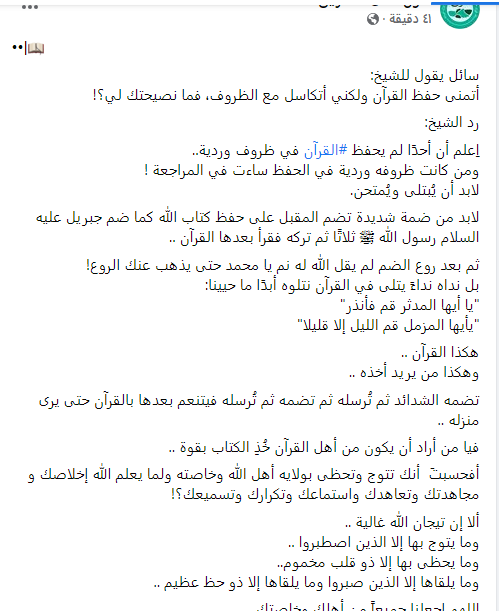 ٤١ دقيقة ·
••📖
سائل يقول للشيخ:
أتمنى حفظ القرآن ولكني أتكاسل مع الظروف، فما نصيحتك لي؟!
رد الشيخ:
اِعلم أن أحدًا لم يحفظ #القرآن في ظروف وردية..
ومن كانت ظروفه وردية في الحفظ ساءت في المراجعة !
لابد أن يُبتلى ويُمتحن.
لابد من ضمة شديدة تضم المقبل على حفظ كتاب الله كما ضم جبريل عليه
السلام رسول الله ﷺ ثلاثًا ثم تركه فقرأ بعدها القرآن ..
ثم بعد روع الضم لم يقل الله له نم يا محمد حتى يذهب عنك الروع!
بل نداه نداءً يتلى في القرآن نتلوه أبدًا ما حيينا:
"يا أيها المدثر قم فأنذر"
"يأيها المزمل قم الليل إلا قليلا"
هكذا القرآن ..
وهكذا من يريد أخذه ..
تضمه الشدائد ثم تُرسله ثم تضمه ثم تُرسله فيتنعم بعدها بالقرآن حتى يرى
منزله ..
فيا من أراد أن يكون من أهل القرآن خُذِ الكتاب بقوة ..
أفحسبتَ أنك تتوج وتحظى بولايه أهل الله وخاصته ولما يعلم الله إخلاصك و
مجاهدتك وتعاهدك واستماعك وتكرارك وتسميعك؟!
ألا إن تيجان الله غالية ..
وما يتوج بها إلا الذين اصطبروا ..
وما يحظى بها إلا ذو قلب مخموم..
وما يلقاها إلا الذين صبروا وما يلقاها إلا ذو حظ عظيم ..
اللهم اجعلنا جميعاً من أهلك وخاصتك